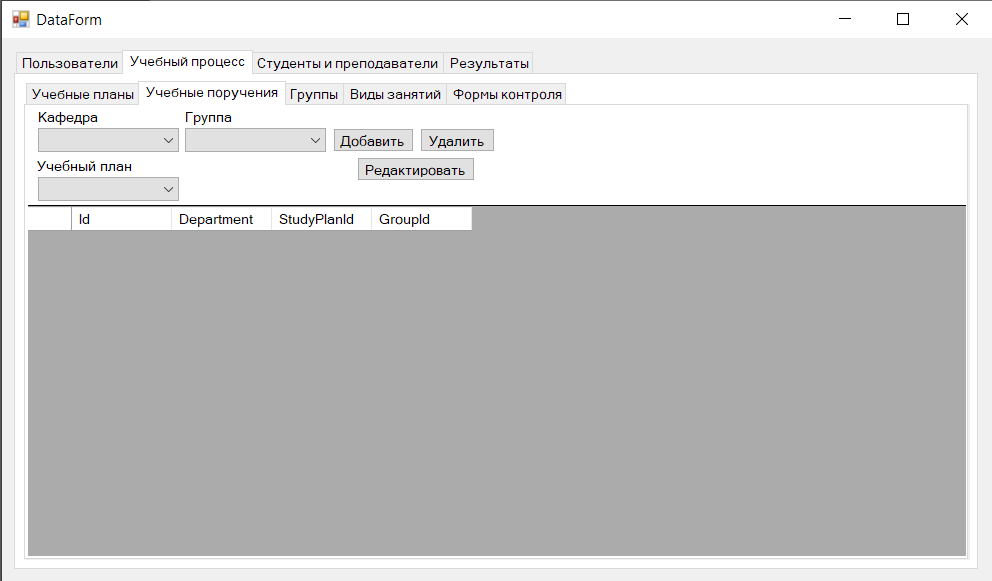 DataForm
Пользователи Учебный процесс Студенты и преподаватели Результаты
Учебные планы Учебные поручения Группы Виды занятий Формы контроля
Кафедра Группа
Добавить Удалить
Учебный план Редактировать
Id Department StudyPlanId GroupId